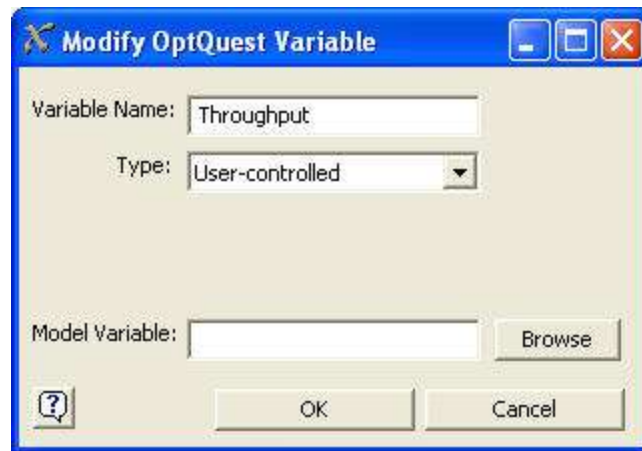 Modify OptQuest Variable
Variable Name: Throughput
Type: User-controlled
Model Variable:
Browse
?
OK
Cancel